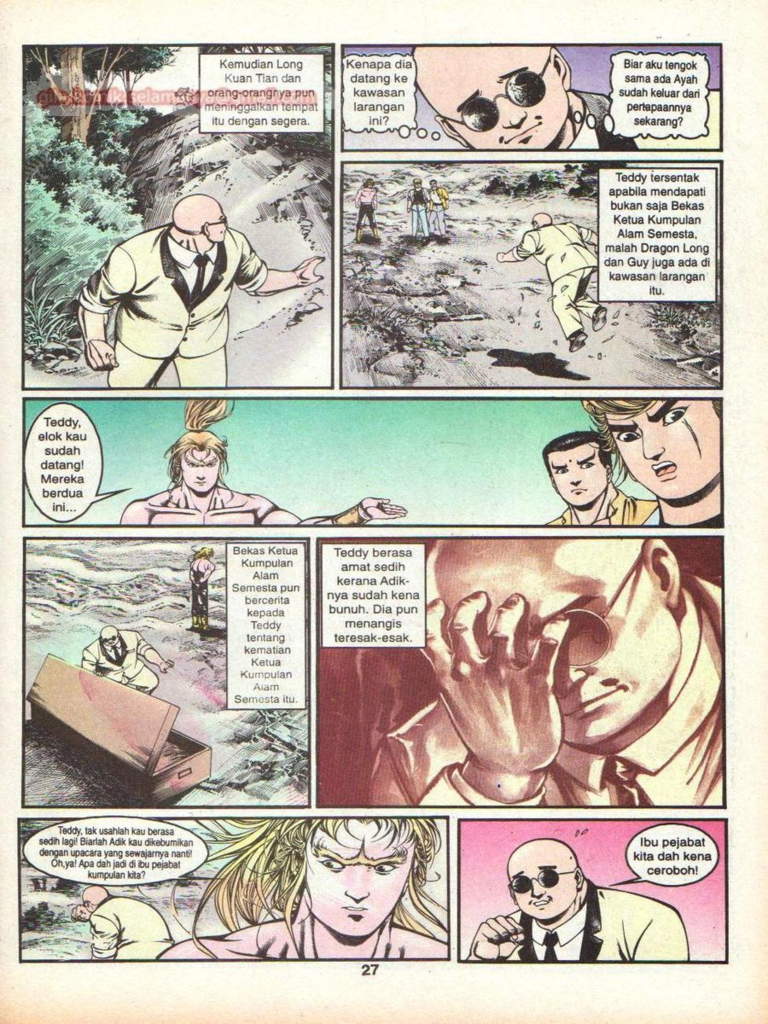 Kemudian Long
Kuan Tian dan
orang-orangnya pun
meninggalkan tempat
itu dengan segera.
Kenapa dia
datang ke
kawasan
larangan
ini?
Biar aku tengok
sama ada Ayah
sudah keluar dari
pertapaannya
sekarang?
Teddy tersentak
apabila mendapati
bukan saja Bekas
Ketua Kumpulan
Alam Semesta,
malah Dragon Long
dan Guy juga ada di
kawasan larangan
itu.
Teddy,
elok kau
sudah
datang!
Mereka
berdua
ini...
Bekas Ketua
Kumpulan
Alam
Semesta pun
bercerita
kepada
Teddy
tentang
kematian
Ketua
Kumpulan
Alam
Semesta itu.
Teddy berasa
amat sedih
kerana Adik-
nya sudah kena
bunuh. Dia pun
menangis
teresak-esak.
Teddy, tak usahlah kau berasa
sedih lagi! Biarlah Adik dikebumikan
dengan upacara yang sewajarnya nanti!
Oh,ya! Apa dah jadi di ibu pejabat
kumpulan kita?
Ibu pejabat
kita dah kena
ceroboh!
27